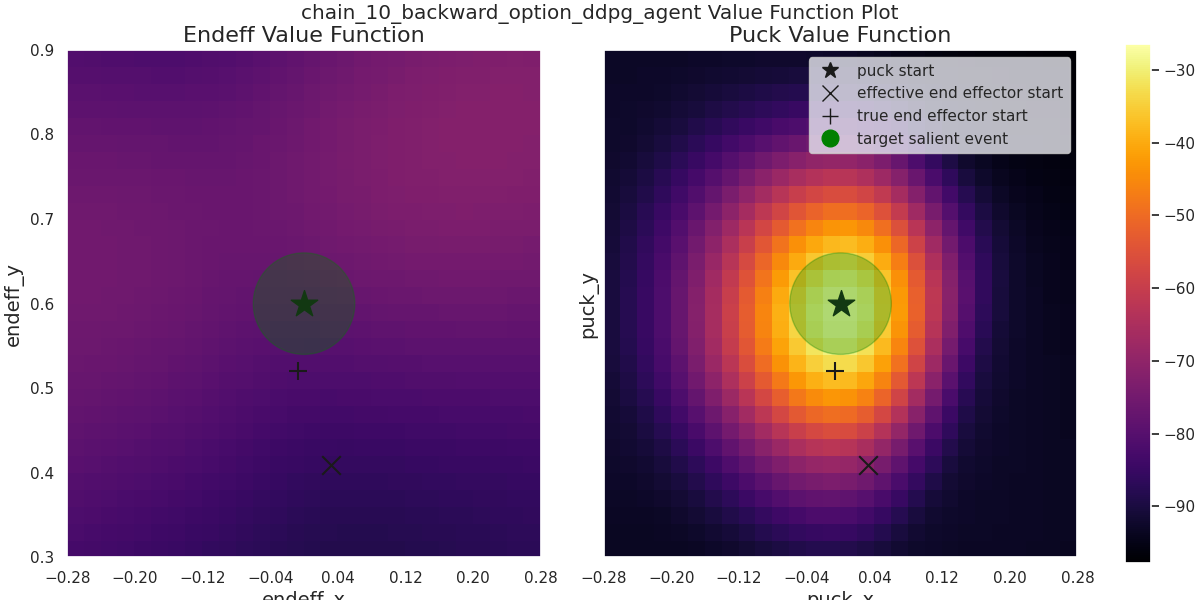 chain_10_backward_option_ddpg_agent Value Function Plot
Endeff Value Function
Puck Value Function
0.9
0.8
0.7
0.6
0.5
0.4
0.3
endeff_y
−0.28 −0.20 −0.12 −0.04 0.04 0.12 0.20 0.28
endeff_x
puck_y
puck start
effective end effector start
true end effector start
target salient event
−0.28 −0.20 −0.12 −0.04 0.04 0.12 0.20 0.28
puck_x
−30
−40
−50
−60
−70
−80
−90